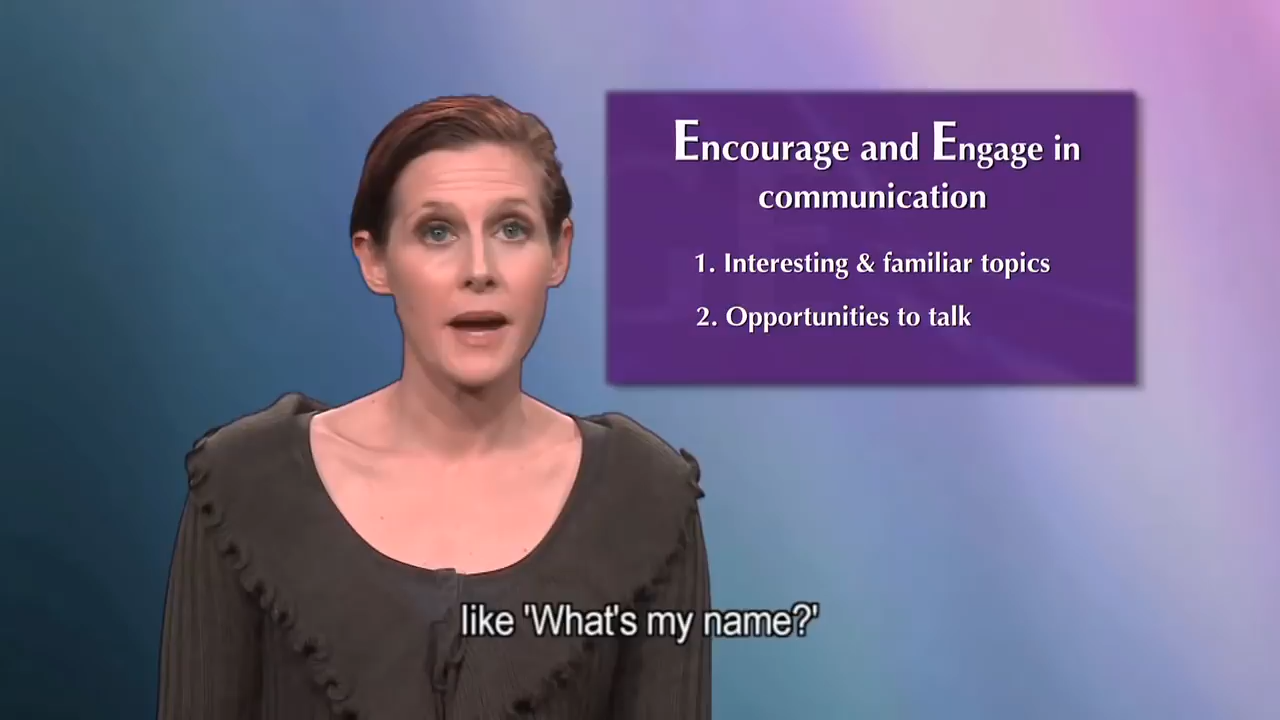 Encourage and Engage in
communication
1. Interesting & familiar topics
2. Opportunities to talk
like 'What's my name?'